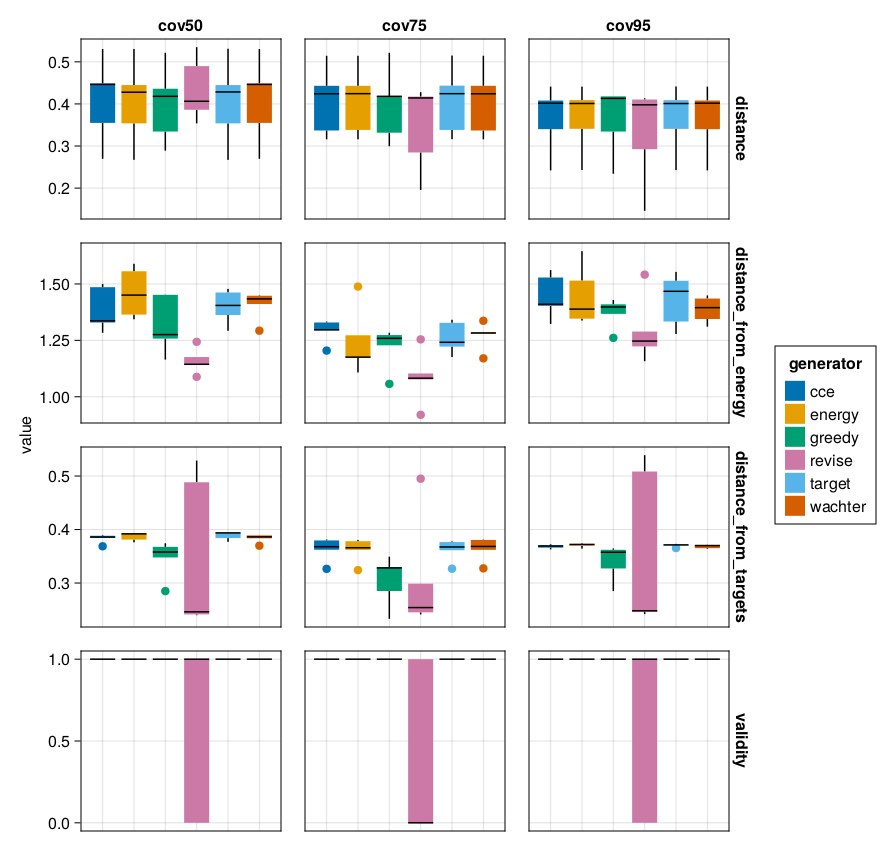 cov50 cov75 cov95
0.5
0.4
0.3
0.2
distance
1.50
1.25
1.00
distance_from_energy
value
0.5
0.4
0.3
distance_from_targets
1.0
0.5
0.0
validity
generator
cce
energy
greedy
revise
target
wachter